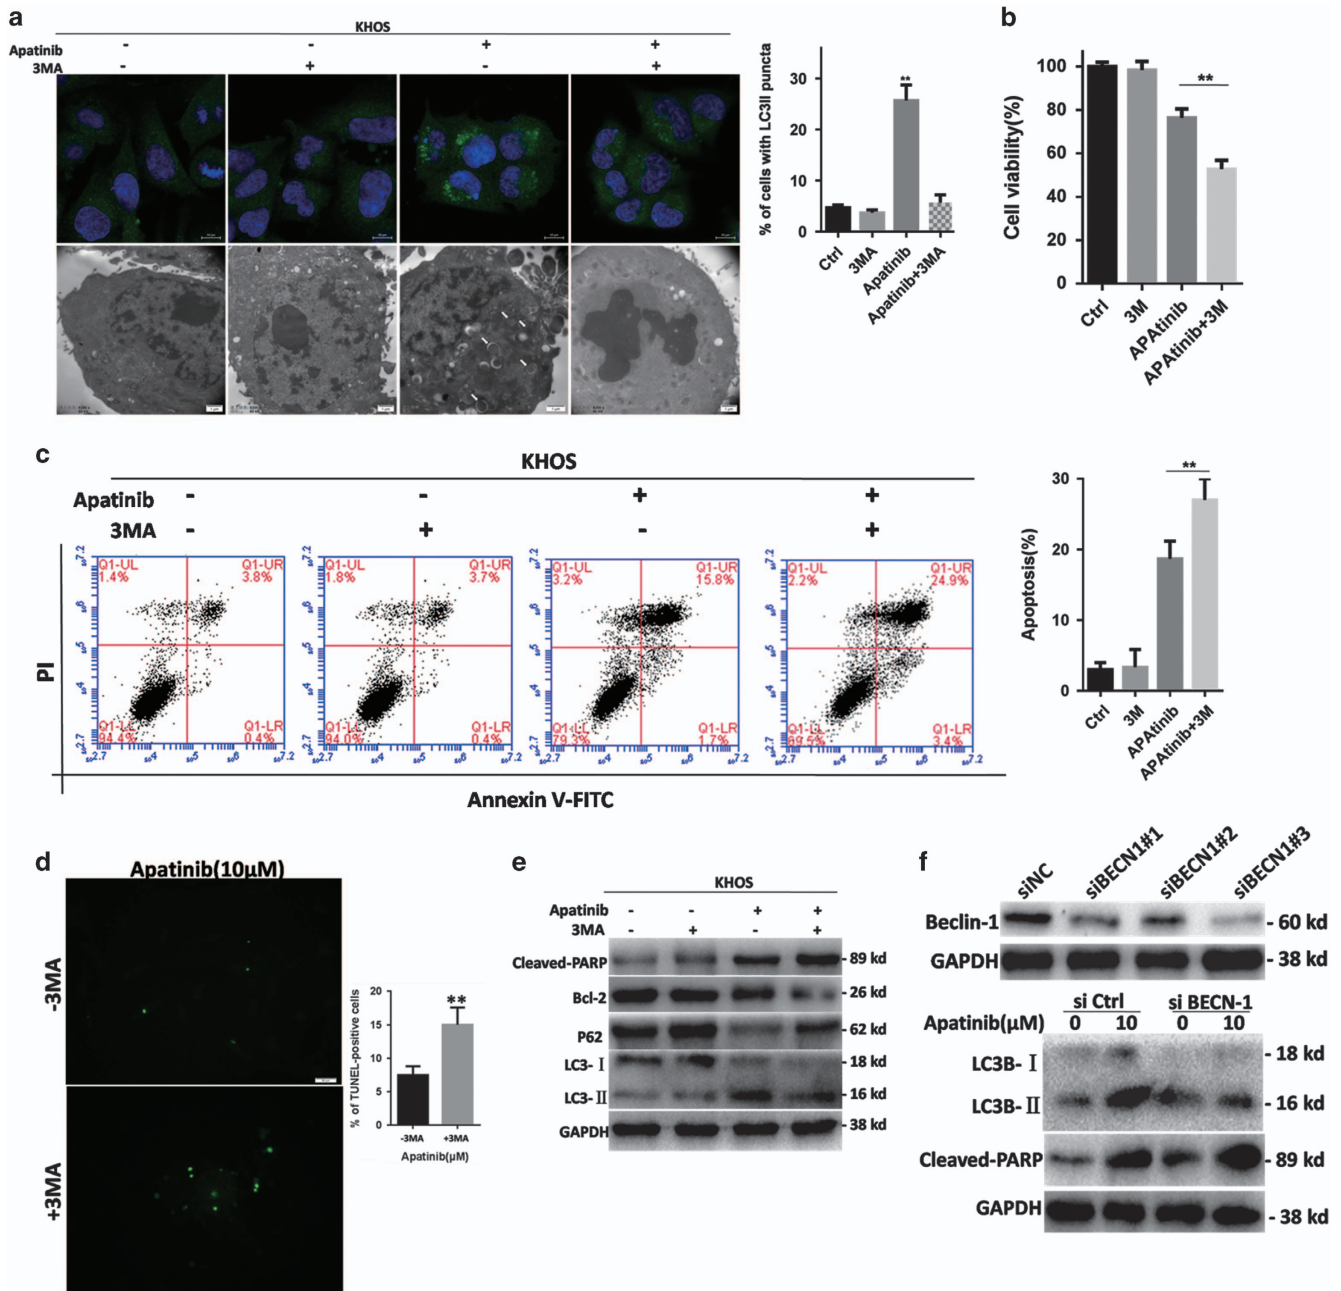 a
KHOS
Apatinib - - + +
3MA - + - +
% of cells with LC3II puncta
30
20
10
0
Ctrl
3MA
Apatinib
Apatinib+3MA
**
b
Cell viability(%)
100
80
60
40
20
0
Ctrl
3M
APAtinib
APAtinib+3M
**
c
KHOS
Apatinib - - + +
3MA - + - +
PI
Q1-UL
1.4%
Q1-UR
3.8%
Q1-LL
94.4%
Q1-LR
0.4%
Q1-UL
1.8%
Q1-UR
3.7%
Q1-LL
94.0%
Q1-LR
0.4%
Q1-UL
3.2%
Q1-UR
15.8%
Q1-LL
79.3%
Q1-LR
1.7%
Q1-UL
2.2%
Q1-UR
24.9%
69.5%
Q1-LR
3.4%
Annexin V-FITC
Apoptosis(%)
30
20
10
0
Ctrl
3M
APAtinib
APAtinib+3M
**
d
Apatinib(10μM)
-3MA
+3MA
% of TUNEL-positive cells
20
15
10
5
0
**
-3MA +3MA
Apatinib(μM)
e
KHOS
Apatinib - - + +
3MA - + - +
Cleaved-PARP - 89 kd
Bcl-2 - 26 kd
P62 - 62 kd
LC3- I - 18 kd
LC3- II - 16 kd
GAPDH - 38 kd
f
siNC siBECN1#1 siBECN1#2 siBECN1#3
Beclin-1 - 60 kd
GAPDH - 38 kd
si Ctrl si BECN-1
Apatinib(μM) 0 10 0 10
LC3B- I - 18 kd
LC3B- II - 16 kd
Cleaved-PARP - 89 kd
GAPDH - 38 kd